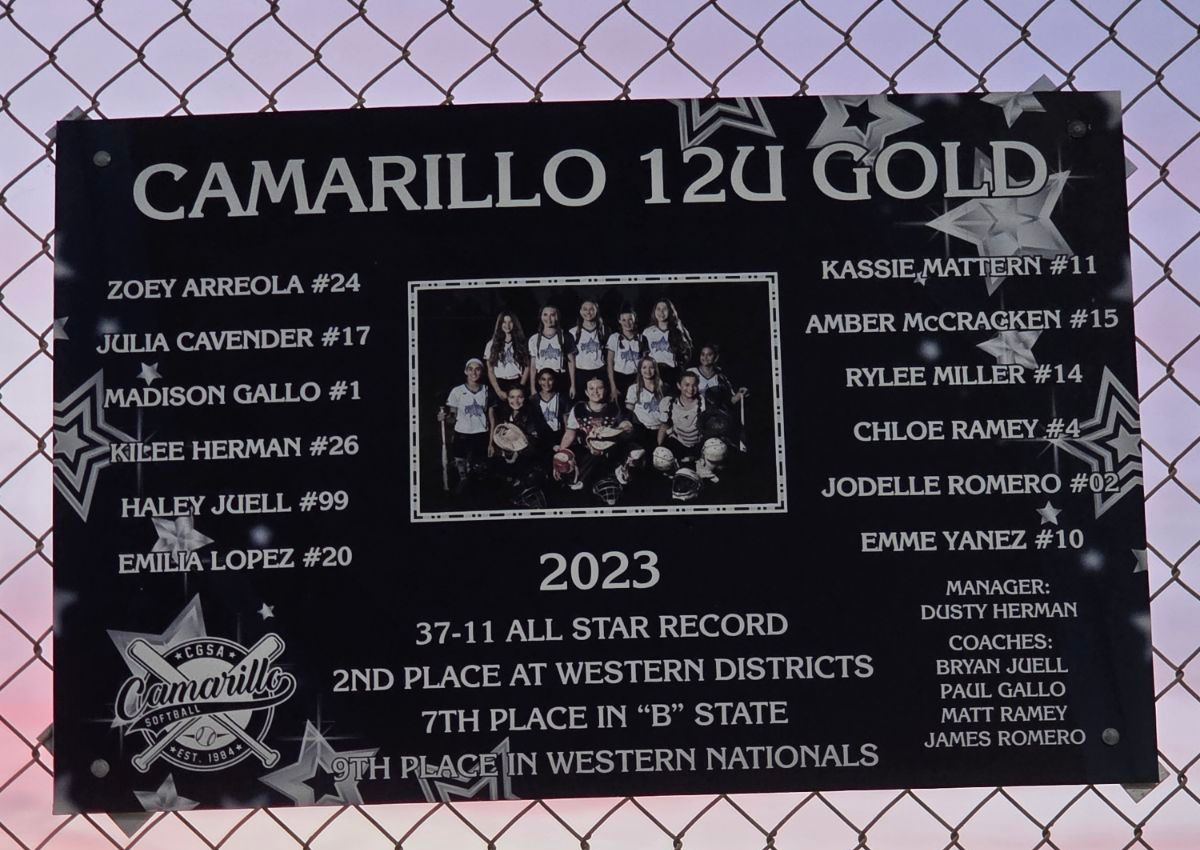 CAMARILLO 12U GOLD
ZOEY ARREOLA #24
JULIA CAVENDER #17
MADISON GALLO #1
KILEE HERMAN #26
HALEY JUELL #99
EMILIA LOPEZ #20
KASSIE MATTERN #11
AMBER McCRACKEN #15
RYLEE MILLER #14
CHLOE RAMEY #4
JODELLE ROMERO #02
EMME YANEZ #10
2023
37-11 ALL STAR RECORD
2ND PLACE AT WESTERN DISTRICTS
7TH PLACE IN "B" STATE
9TH PLACE IN WESTERN NATIONALS
MANAGER:
DUSTY HERMAN
COACHES:
BRYAN JUELL
PAUL GALLO
MATT RAMEY
JAMES ROMERO
CGSA
Camarillo
SOFTBALL
EST. 1984